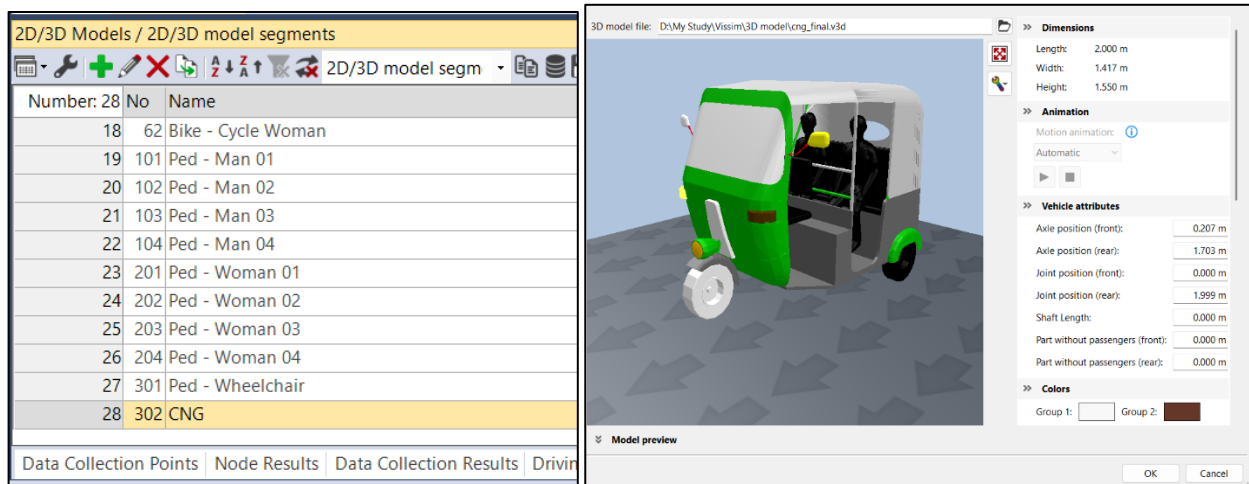 2D/3D Models / 2D/3D model segments
2D/3D model segm
Number: 28 No Name
18 62 Bike - Cycle Woman
19 101 Ped - Man 01
20 102 Ped - Man 02
21 103 Ped - Man 03
22 104 Ped - Man 04
23 201 Ped - Woman 01
24 202 Ped - Woman 02
25 203 Ped - Woman 03
26 204 Ped - Woman 04
27 301 Ped - Wheelchair
28 302 CNG
Data Collection Points Node Results Data Collection Results Drivin
3D model file: D:\My Study\Vissim\3D model\cng_final.v3d
Dimensions
Length: 2.000 m
Width: 1.417 m
Height: 1.550 m
Animation
Motion animation:
Automatic
Vehicle attributes
Axle position (front): 0.207 m
Axle position (rear): 1.703 m
Joint position (front): 0.000 m
Joint position (rear): 1.999 m
Shaft Length: 0.000 m
Part without passengers (front): 0.000 m
Part without passengers (rear): 0.000 m
Colors
Group 1: Group 2:
Model preview
OK Cancel